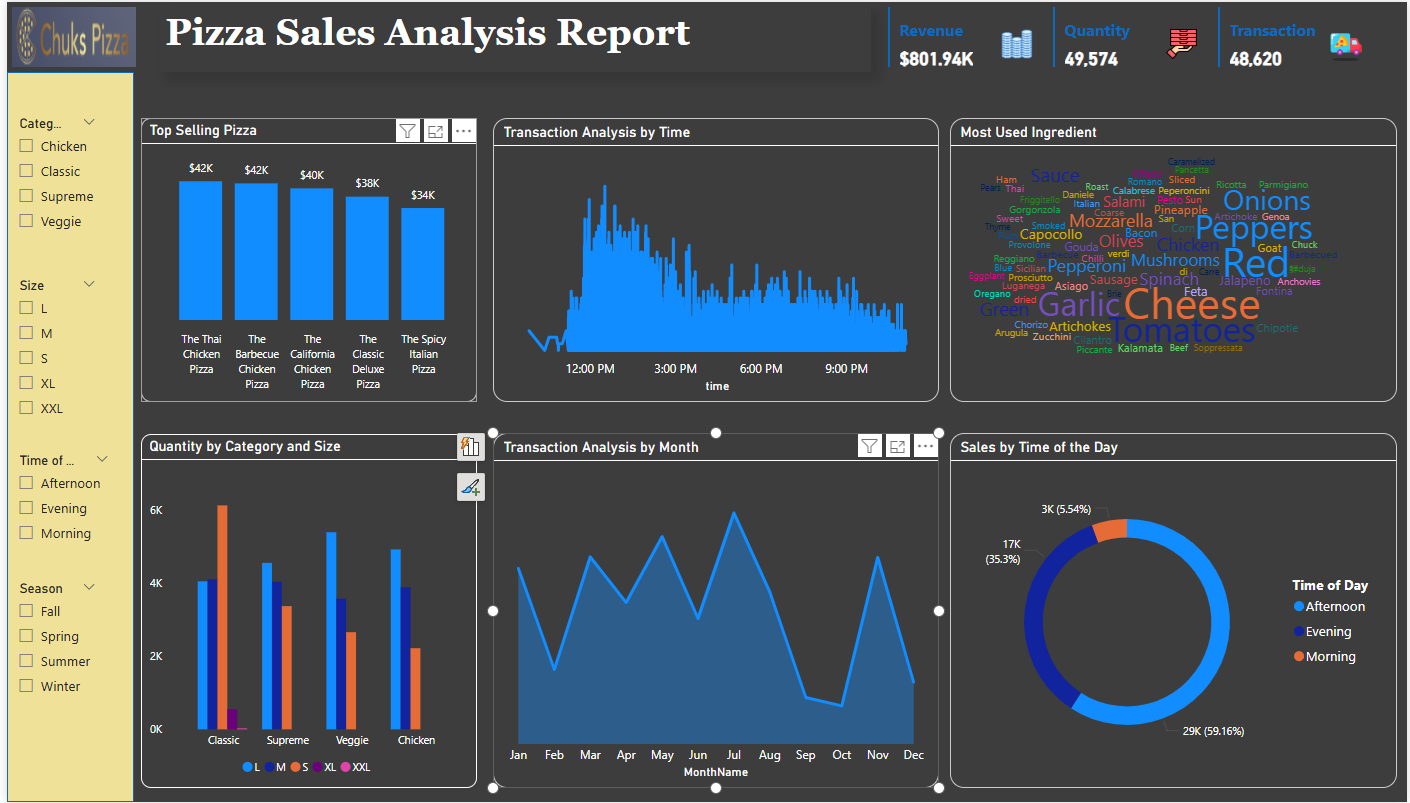 Chuks Pizza
Pizza Sales Analysis Report
Revenue
$801.94K
Quantity
49,574
Transaction
48,620
Categ...
Chicken
Classic
Supreme
Veggie
Size
L
M
S
XL
XXL
Time of ...
Afternoon
Evening
Morning
Season
Fall
Spring
Summer
Winter
Top Selling Pizza
$42K
$42K
$40K
$38K
$34K
The Thai
Chicken
Pizza
The
Barbecue
Chicken
Pizza
The
California
Chicken
Pizza
The
Classic
Deluxe
Pizza
The Spicy
Italian
Pizza
Transaction Analysis by Time
12:00 PM 3:00 PM 6:00 PM 9:00 PM
time
Most Used Ingredient
Caramelized
Pancetta
Sauce
Ham
Romano
Sliced
Pears
Thai
Roast
Calabrese
Peperoncini
Ricotta
Parmigiano
Daniele
Friggitello
Italian
Salami
Pesto
Sun
Onions
Gorgonzola
Coarse
Pineapple
Sweet
Mozzarella
San
Artichoke
Genoa
Thyme
Smoked
Corn
Peppers
Capocollo
Bacon
Provolone
Gouda
Olives
Chicken
Goat
Chuck
Barbecue
verdi
Barbecued
Reggiano
Chilli
Mushrooms
Red
Blue
Sicilian
Pepperoni
di
Carre
Eggplant
Prosciutto
Sausage
Spinach
Jalapeno
Anchovies
Luganega
Asiago
Feta
Fontina
Oregano
dried
Brie
Garlic
Cheese
Green
Chorizo
Artichokes
Tomatoes
Chipotle
Arugula
Zucchini
Cilantro
Piccante
Kalamata
Beef
Soppressata
Quantity by Category and Size
6K
4K
2K
0K
Classic Supreme Veggie Chicken
L M S XL XXL
Transaction Analysis by Month
Jan Feb Mar Apr May Jun Jul Aug Sep Oct Nov Dec
MonthName
Sales by Time of the Day
3K (5.54%)
17K
(35.3%)
29K (59.16%)
Time of Day
Afternoon
Evening
Morning